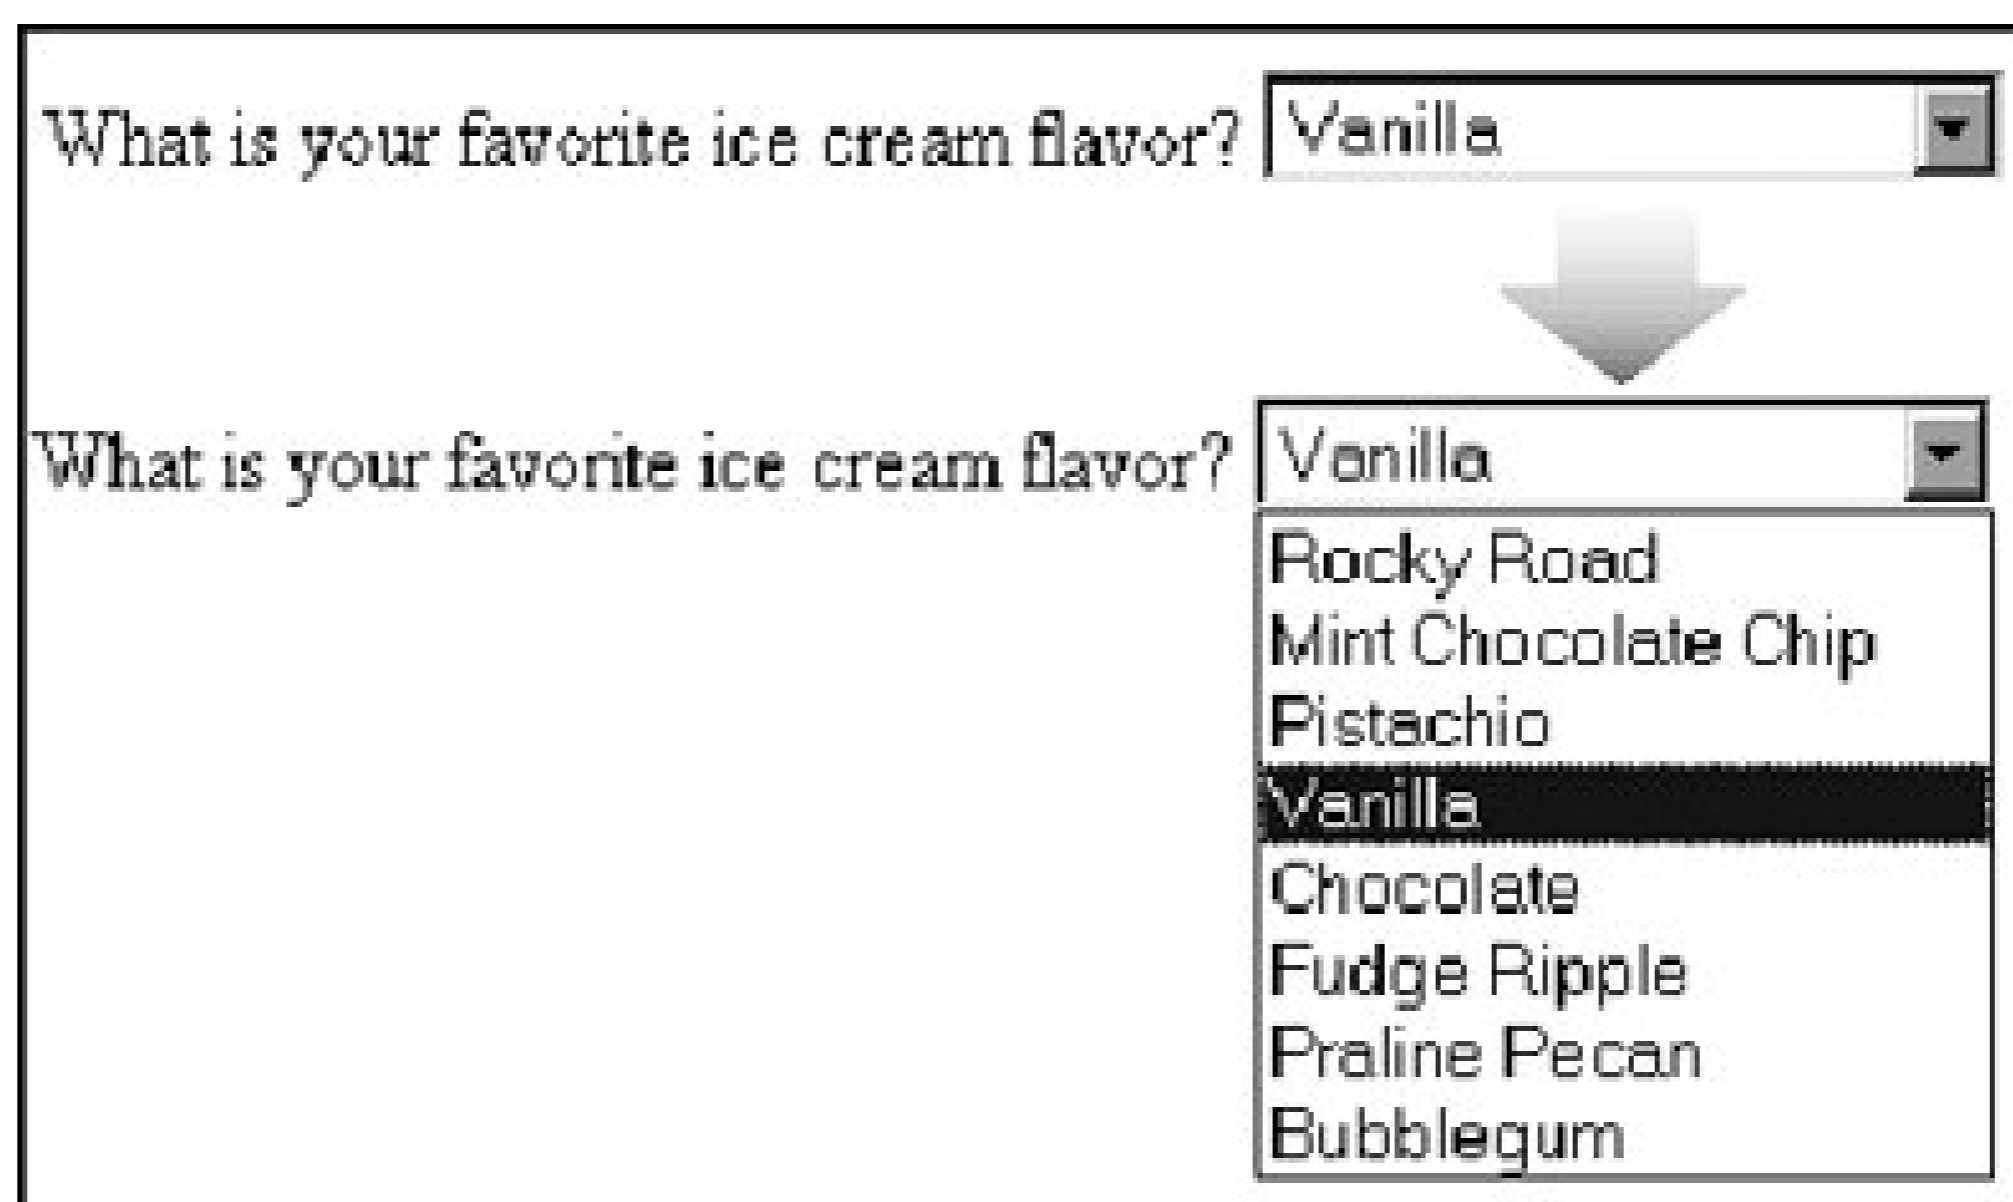 What is your favorite ice cream flavor? Vanilla
What is your favorite ice cream flavor? Vanilla
Rocky Road
Mint Chocolate Chip
Pistachio
Vanilla
Chocolate
Fudge Ripple
Praline Pecan
Bubblegum